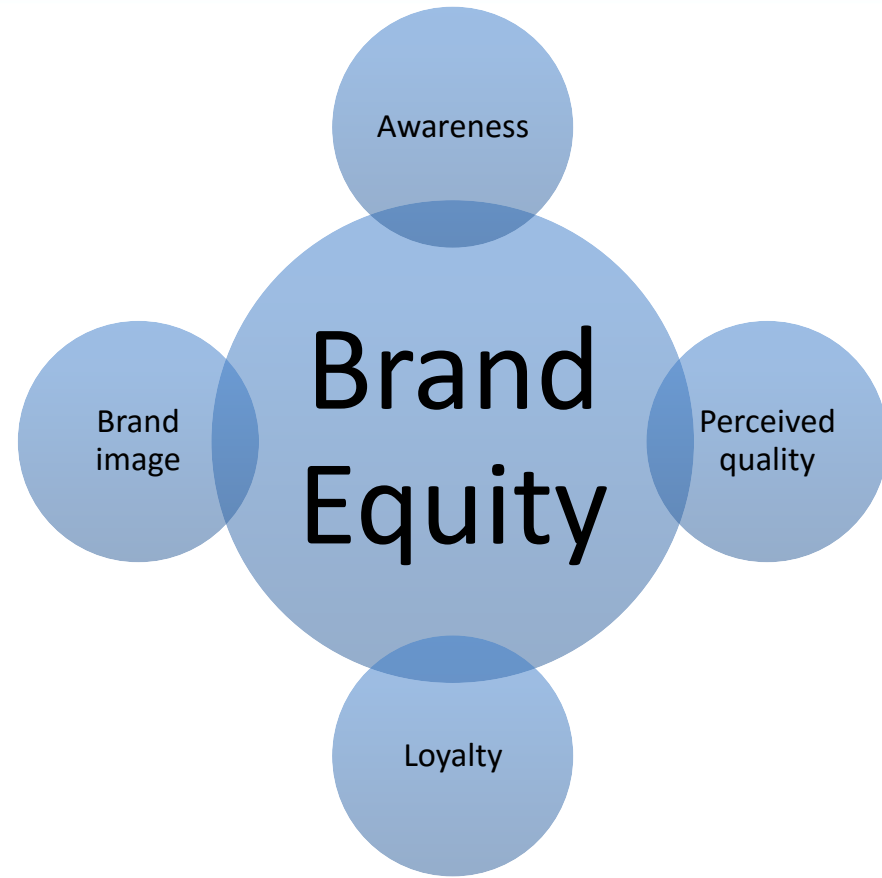 Awareness
Brand
image
Brand
Equity
Perceived
quality
Loyalty